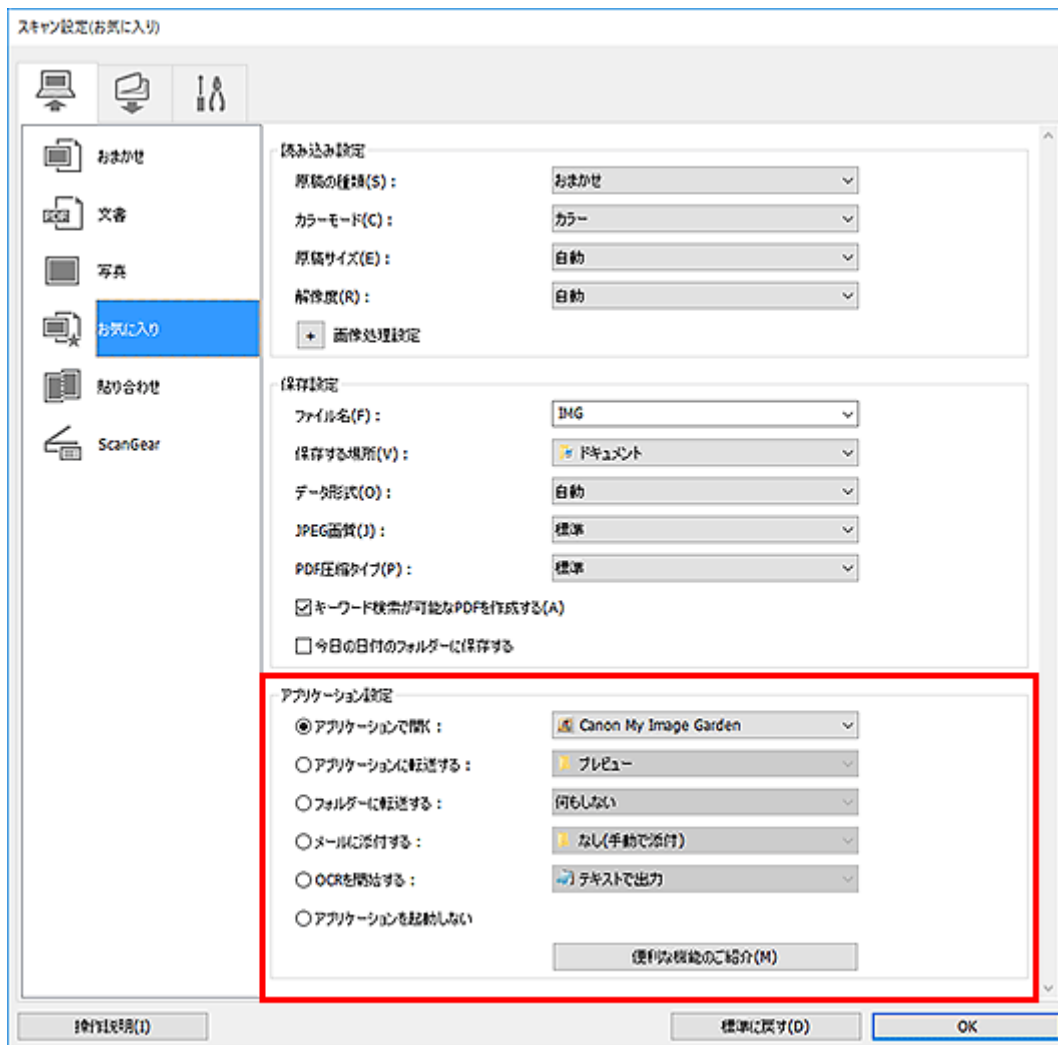 スキャン設定(お気に入り)
おまかせ
文書
写真
お気に入り
貼り合わせ
ScanGear
読み込み設定
原稿の種類(S)： おまかせ
カラーモード(C)： カラー
原稿サイズ(E)： 自動
解像度(R)： 自動
+ 画像処理設定
保存設定
ファイル名(F)： IMG
保存する場所(V)： ドキュメント
データ形式(O)： 自動
JPEG画質(J)： 標準
PDF圧縮タイプ(P)： 標準
キーワード検索が可能なPDFを作成する(A)
今日の日付のフォルダーに保存する
アプリケーション設定
アプリケーションで開く： Canon My Image Garden
アプリケーションに転送する： プレビュー
フォルダーに転送する： 何もしない
メールに添付する： なし(手動で添付)
OCRを開始する： テキストで出力
アプリケーションを起動しない
便利な機能のご紹介(M)
操作説明(I) 標準に戻す(D) OK